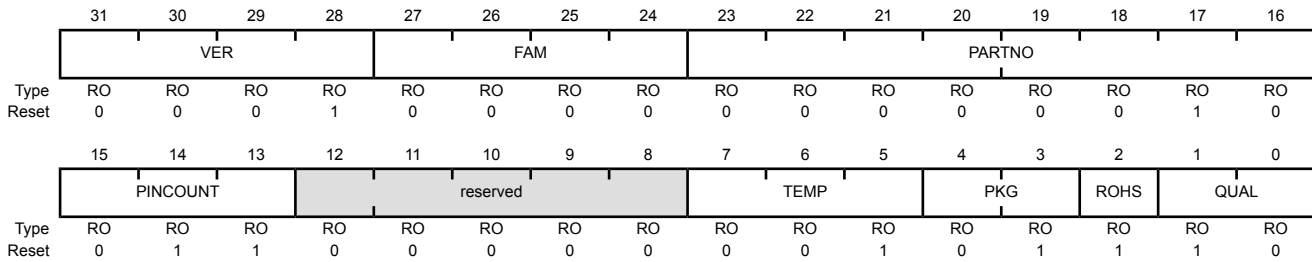 31 30 29 28 27 26 25 24 23 22 21 20 19 18 17 16
VER FAM PARTNO
Type RO RO RO RO RO RO RO RO RO RO RO RO RO RO RO RO
Reset 0 0 0 1 0 0 0 0 0 0 0 0 0 0 1 0
15 14 13 12 11 10 9 8 7 6 5 4 3 2 1 0
PINCOUNT reserved TEMP PKG ROHS QUAL
Type RO RO RO RO RO RO RO RO RO RO RO RO RO RO RO RO
Reset 0 1 1 0 0 0 0 0 0 0 1 0 1 1 1 0